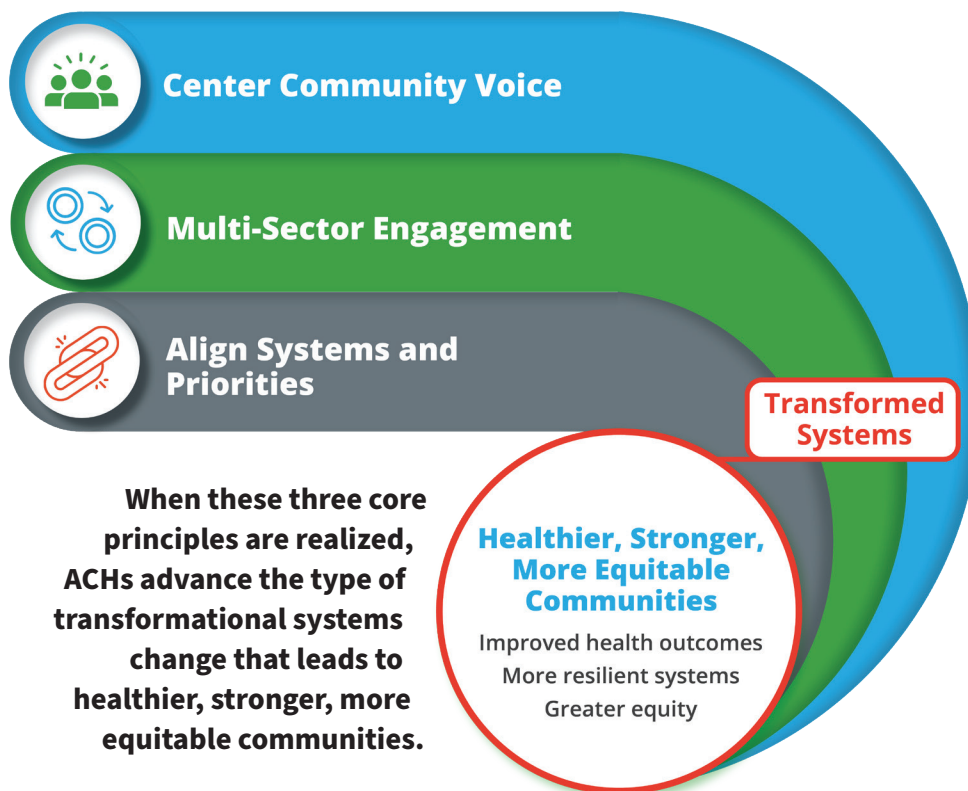 Center Community Voice
Multi-Sector Engagement
Align Systems and
Priorities
Transformed
Systems
When these three core
principles are realized,
ACHs advance the type of
transformational systems
change that leads to
healthier, stronger, more
equitable communities.
Healthier, Stronger,
More Equitable
Communities
Improved health outcomes
More resilient systems
Greater equity